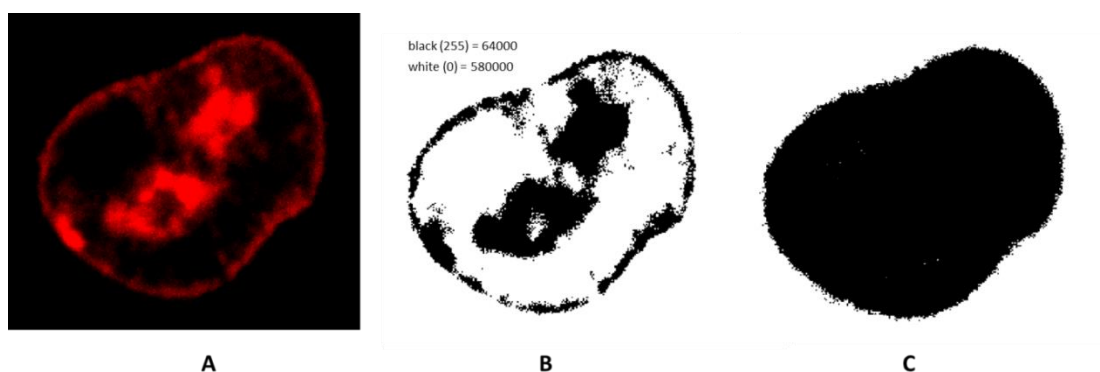 black (255) = 64000
white (0) = 580000
A
B
C